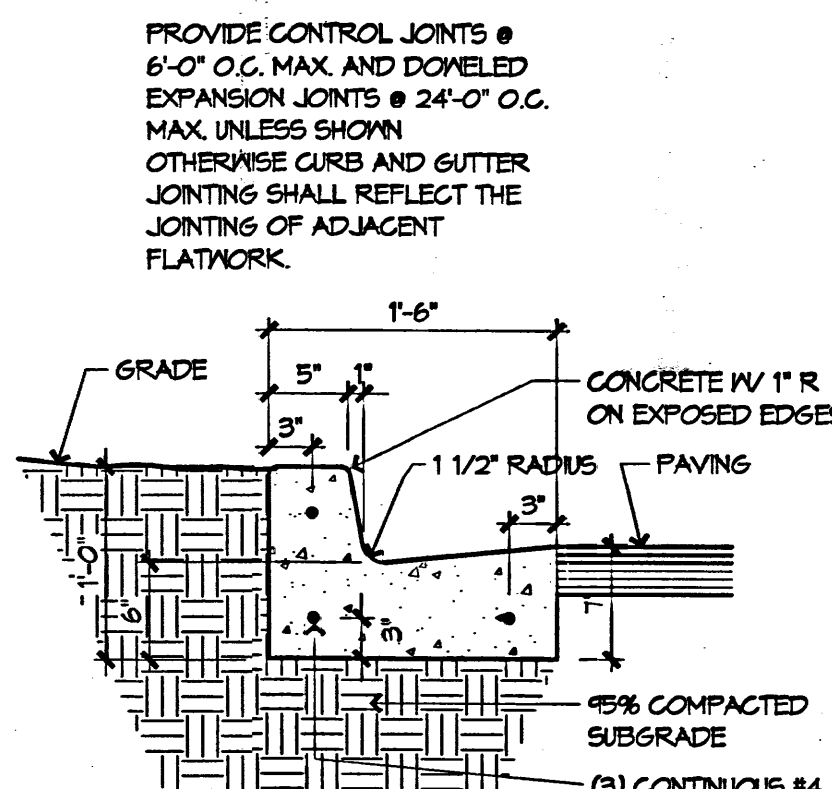 PROVIDE CONTROL JOINTS @
6'-0" O.C. MAX. AND DOWELED
EXPANSION JOINTS @ 24'-0" O.C.
MAX. UNLESS SHOWN
OTHERWISE CURB AND GUTTER
JOINTING SHALL REFLECT THE
JOINTING OF ADJACENT
FLATWORK.
1'-6"
GRADE
5"
1"
CONCRETE W/ 1" R
ON EXPOSED EDGES
3"
1 1/2" RADIUS
PAVING
3"
1'-0"
6"
3"
7"
95% COMPACTED
SUBGRADE
(3) CONTINUOUS #4